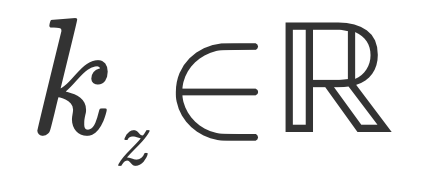 k_z ∈ ℝ